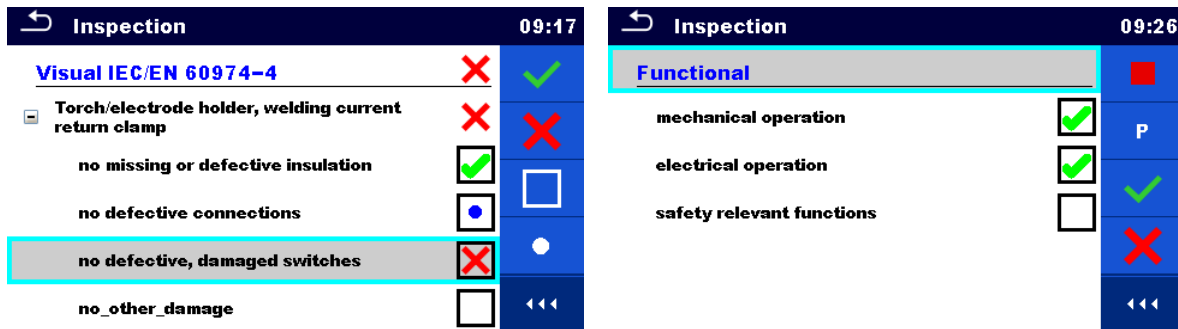 Inspection 09:17
Visual IEC/EN 60974-4
Torch/electrode holder, welding current
return clamp
no missing or defective insulation
no defective connections
no defective, damaged switches
no_other_damage
Inspection 09:26
Functional
mechanical operation
P
electrical operation
safety relevant functions